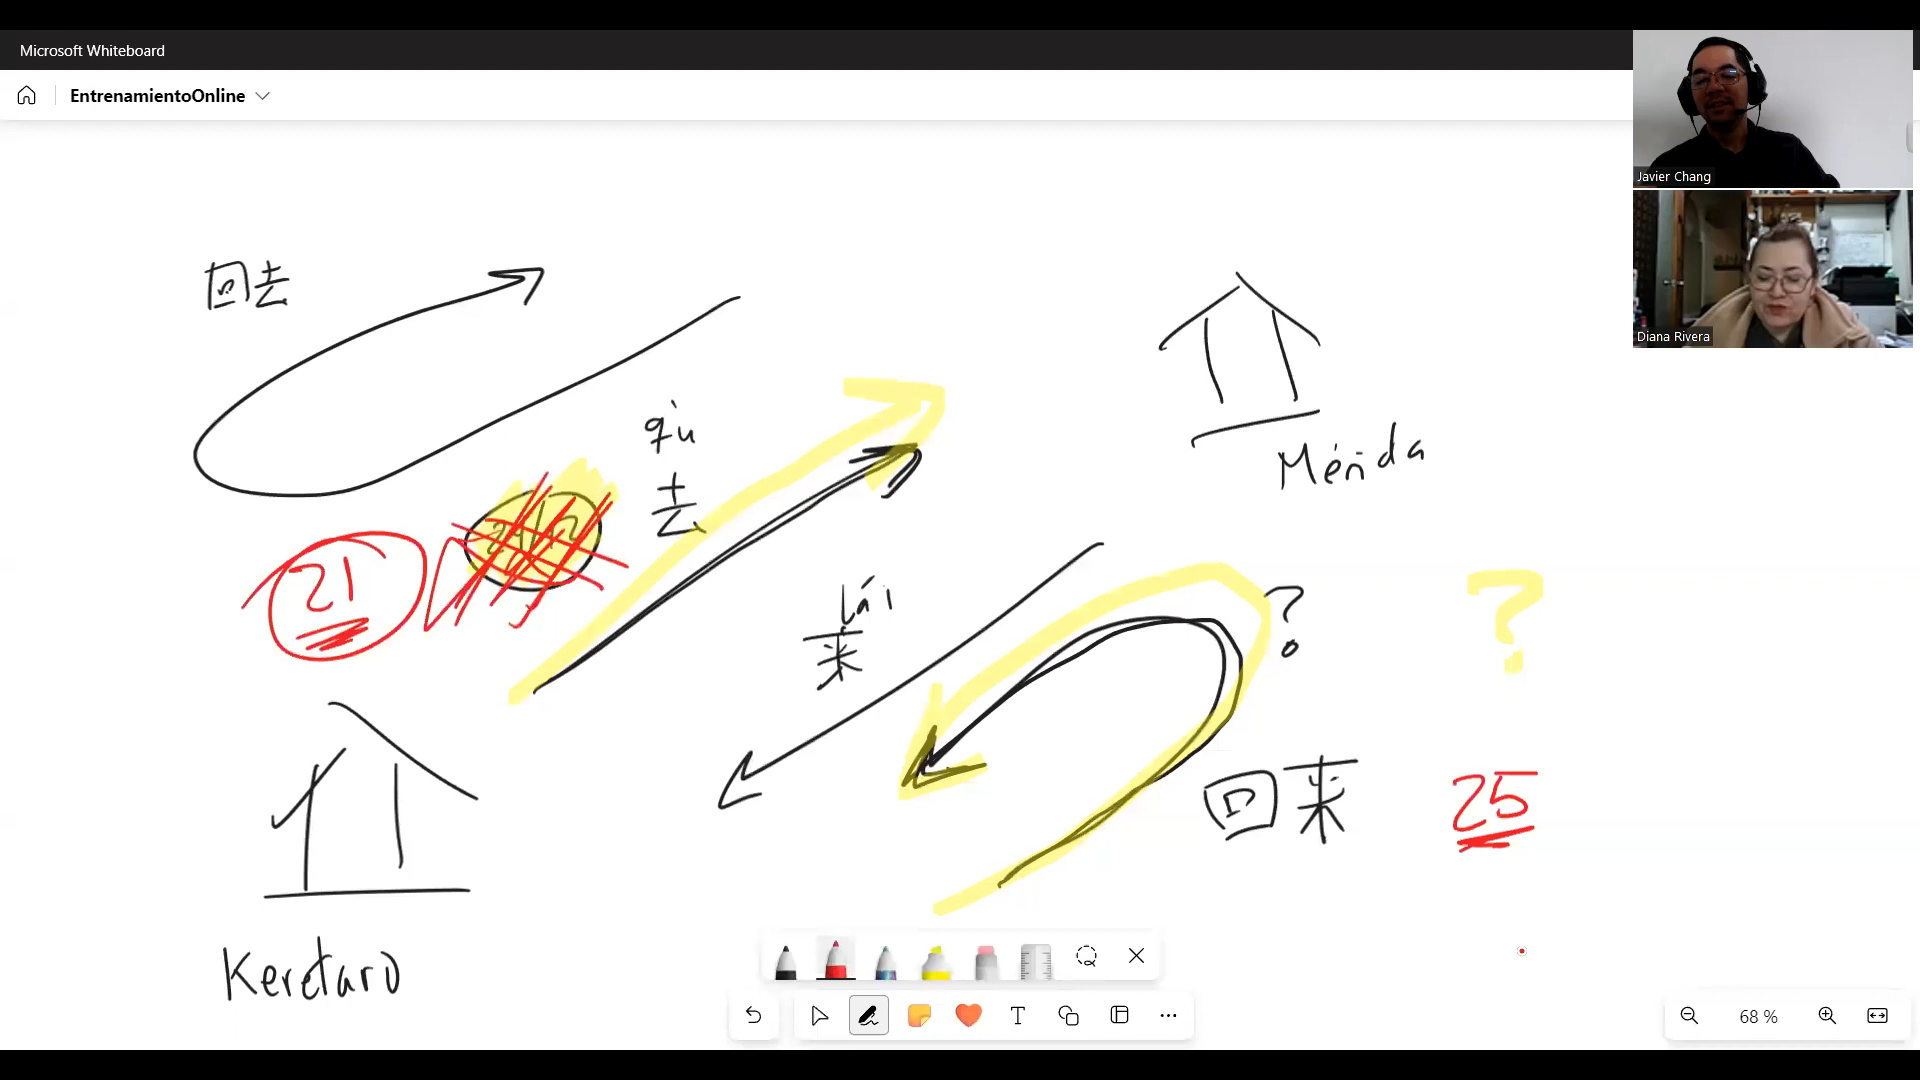 Microsoft Whiteboard
EntrenamientoOnline
Javier Chang
Diana Rivera
回去
qù
去
Mérida
21
lái
来
?
?
回来
25
Keretaro
68 %